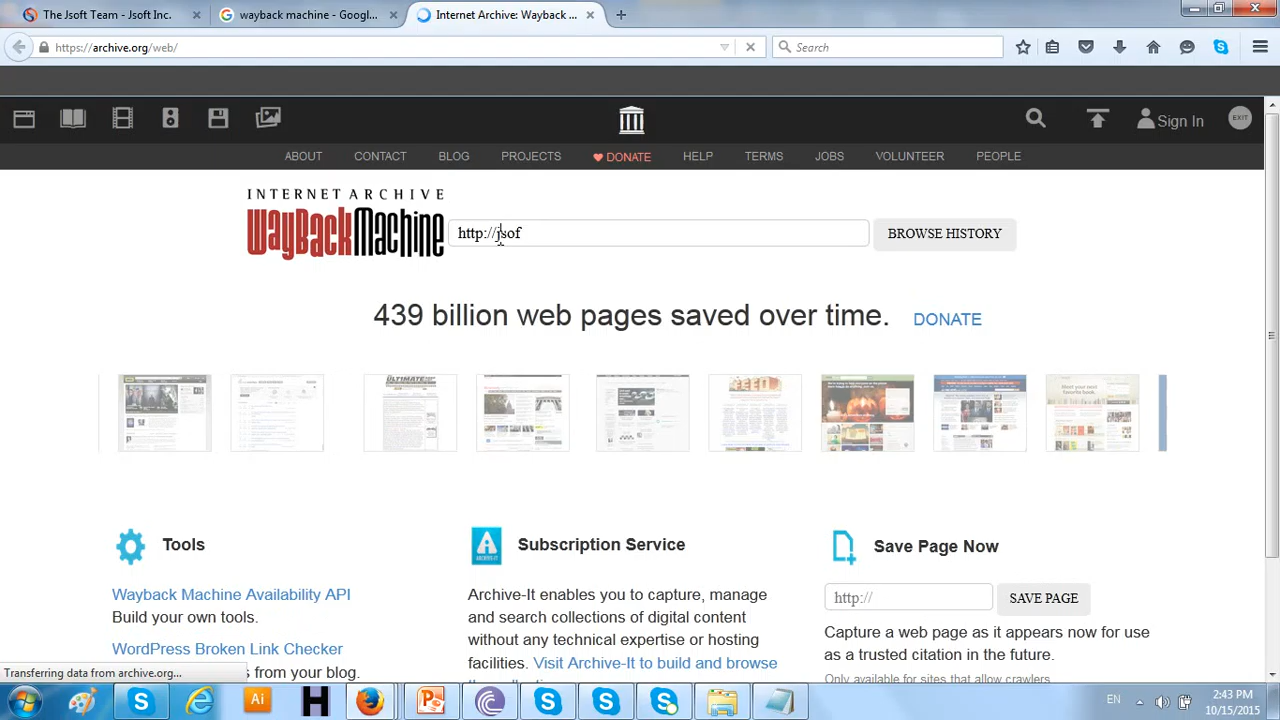 The Jsoft Team - Jsoft Inc.
wayback machine - Googl...
Internet Archive: Wayback ...
https://archive.org/web/
Search
Sign In
EXIT
ABOUT
CONTACT
BLOG
PROJECTS
DONATE
HELP
TERMS
JOBS
VOLUNTEER
PEOPLE
INTERNET ARCHIVE
WayBackMachine
http://jsof
BROWSE HISTORY
439 billion web pages saved over time.
DONATE
Tools
Wayback Machine Availability API
Build your own tools.
WordPress Broken Link Checker
s from your blog.
Subscription Service
Archive-It enables you to capture, manage
and search collections of digital content
without any technical expertise or hosting
facilities. Visit Archive-It to build and browse
Save Page Now
http://
SAVE PAGE
Capture a web page as it appears now for use
as a trusted citation in the future.
Only available for sites that allow crawlers.
Transferring data from archive.org...
Ai
H
EN
2:43 PM
10/15/2015